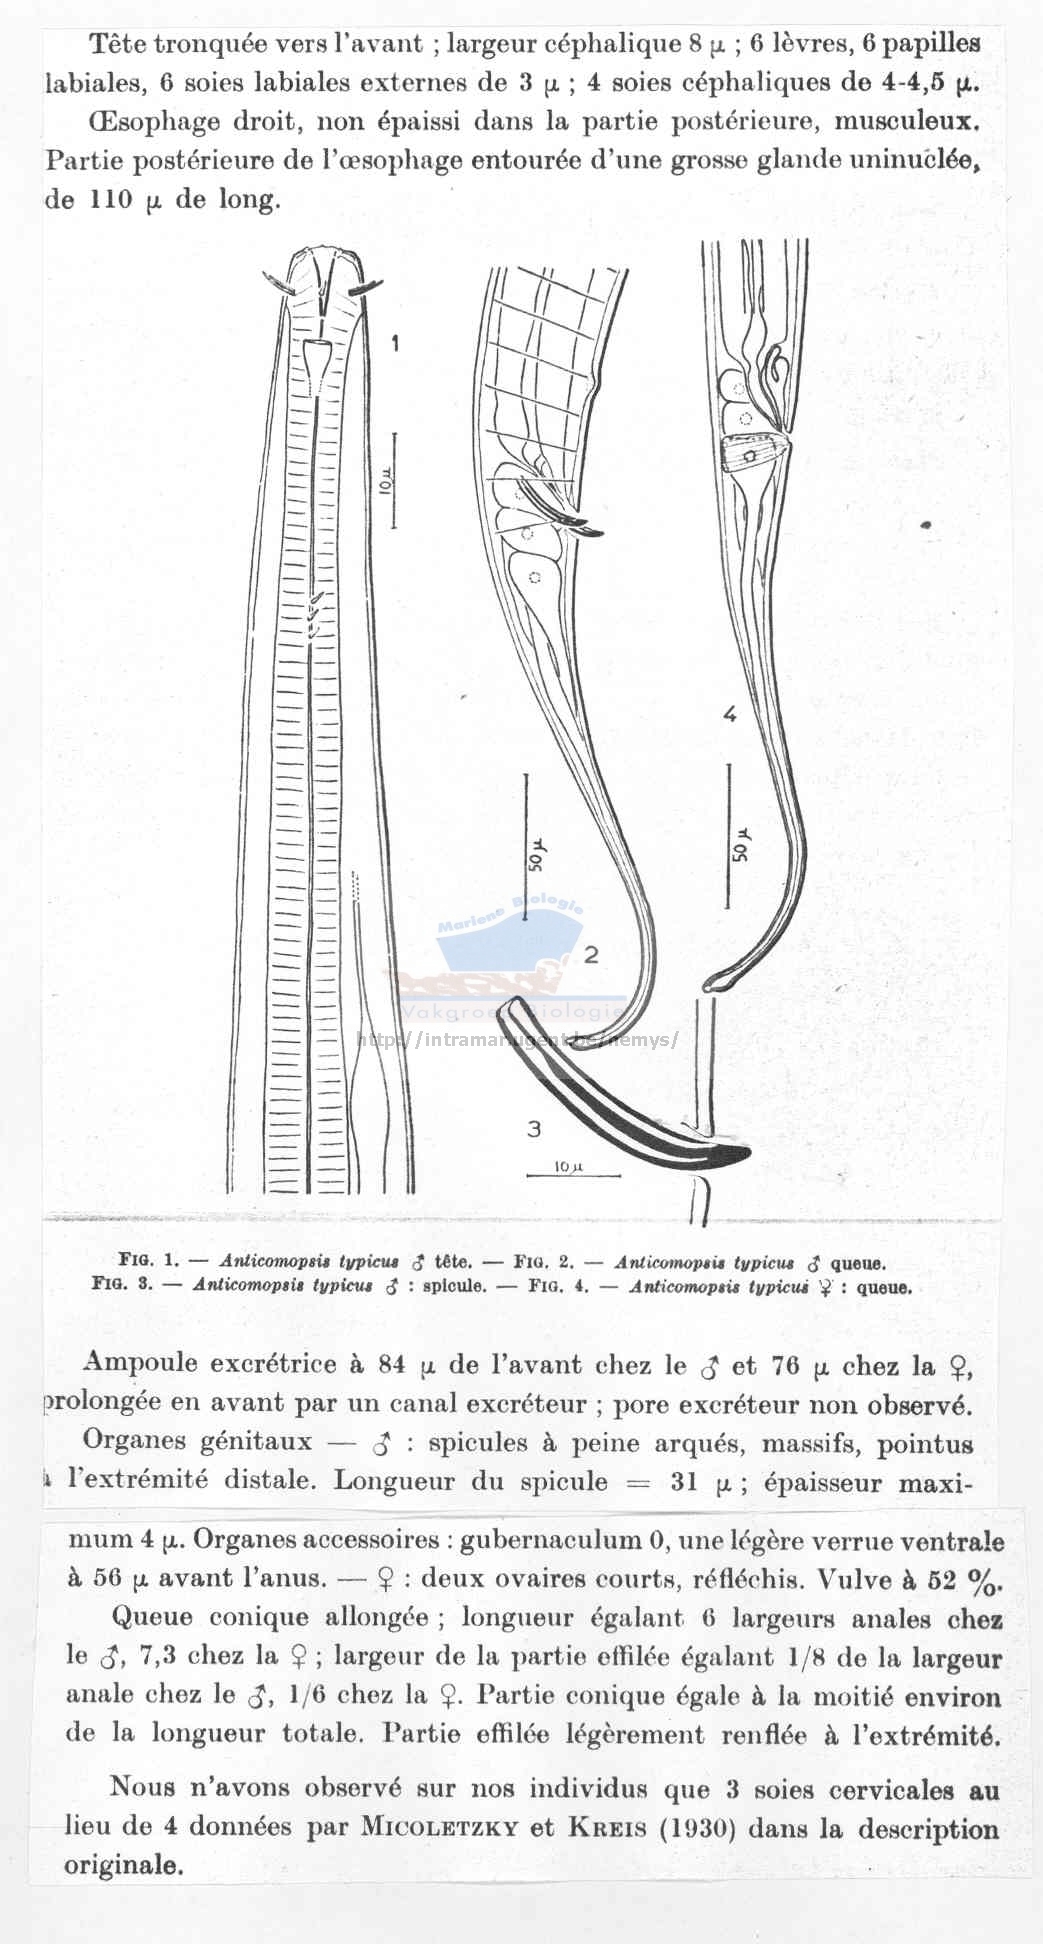 Tête tronquée vers l'avant ; largeur céphalique 8 μ ; 6 lèvres, 6 papilles
labiales, 6 soies labiales externes de 3 μ ; 4 soies céphaliques de 4-4,5 μ.
Œsophage droit, non épaissi dans la partie postérieure, musculeux.
Partie postérieure de l'œsophage entourée d'une grosse glande uninuclée,
de 110 μ de long.
1
10 μ
4
50 μ
50 μ
Mariene Biologie
2
Vakgroep Biologie
3
10 μ
FIG. 1. — Anticomopsis typicus ♂ tête. — FIG. 2. — Anticomopsis typicus ♂ queue.
FIG. 3. — Anticomopsis typicus ♂ : spicule. — FIG. 4. — Anticomopsis typicus ♀ : queue.
Ampoule excrétrice à 84 μ de l'avant chez le ♂ et 76 μ chez la ♀,
prolongée en avant par un canal excréteur ; pore excréteur non observé.
Organes génitaux — ♂ : spicules à peine arqués, massifs, pointus
à l'extrémité distale. Longueur du spicule = 31 μ ; épaisseur maxi-
mum 4 μ. Organes accessoires : gubernaculum 0, une légère verrue ventrale
à 56 μ avant l'anus. — ♀ : deux ovaires courts, réfléchis. Vulve à 52 %.
Queue conique allongée ; longueur égalant 6 largeurs anales chez
le ♂, 7,3 chez la ♀ ; largeur de la partie effilée égalant 1/8 de la largeur
anale chez le ♂, 1/6 chez la ♀. Partie conique égale à la moitié environ
de la longueur totale. Partie effilée légèrement renflée à l'extrémité.
Nous n'avons observé sur nos individus que 3 soies cervicales au
lieu de 4 données par MICOLETZKY et KREIS (1930) dans la description
originale.